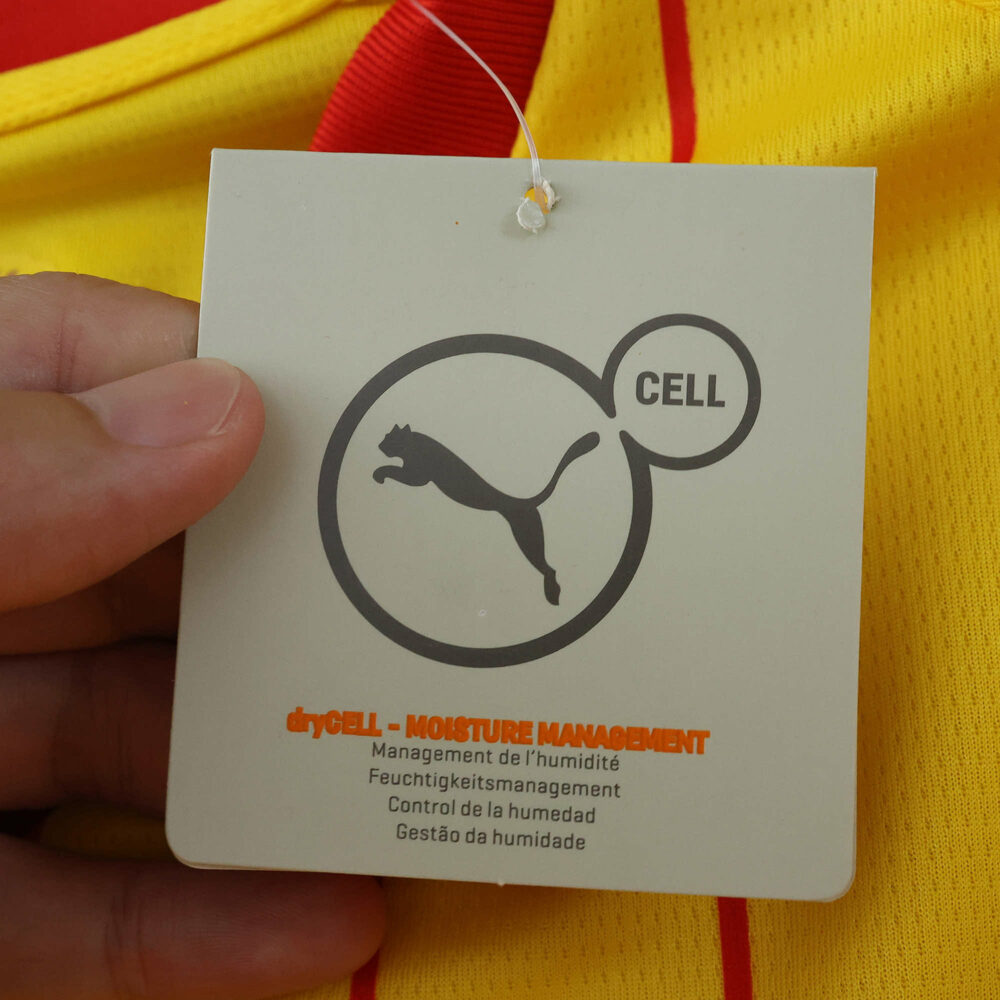 CELL
dryCELL - MOISTURE MANAGEMENT
Management de l'humidité
Feuchtigkeitsmanagement
Control de la humedad
Gestão da humidade